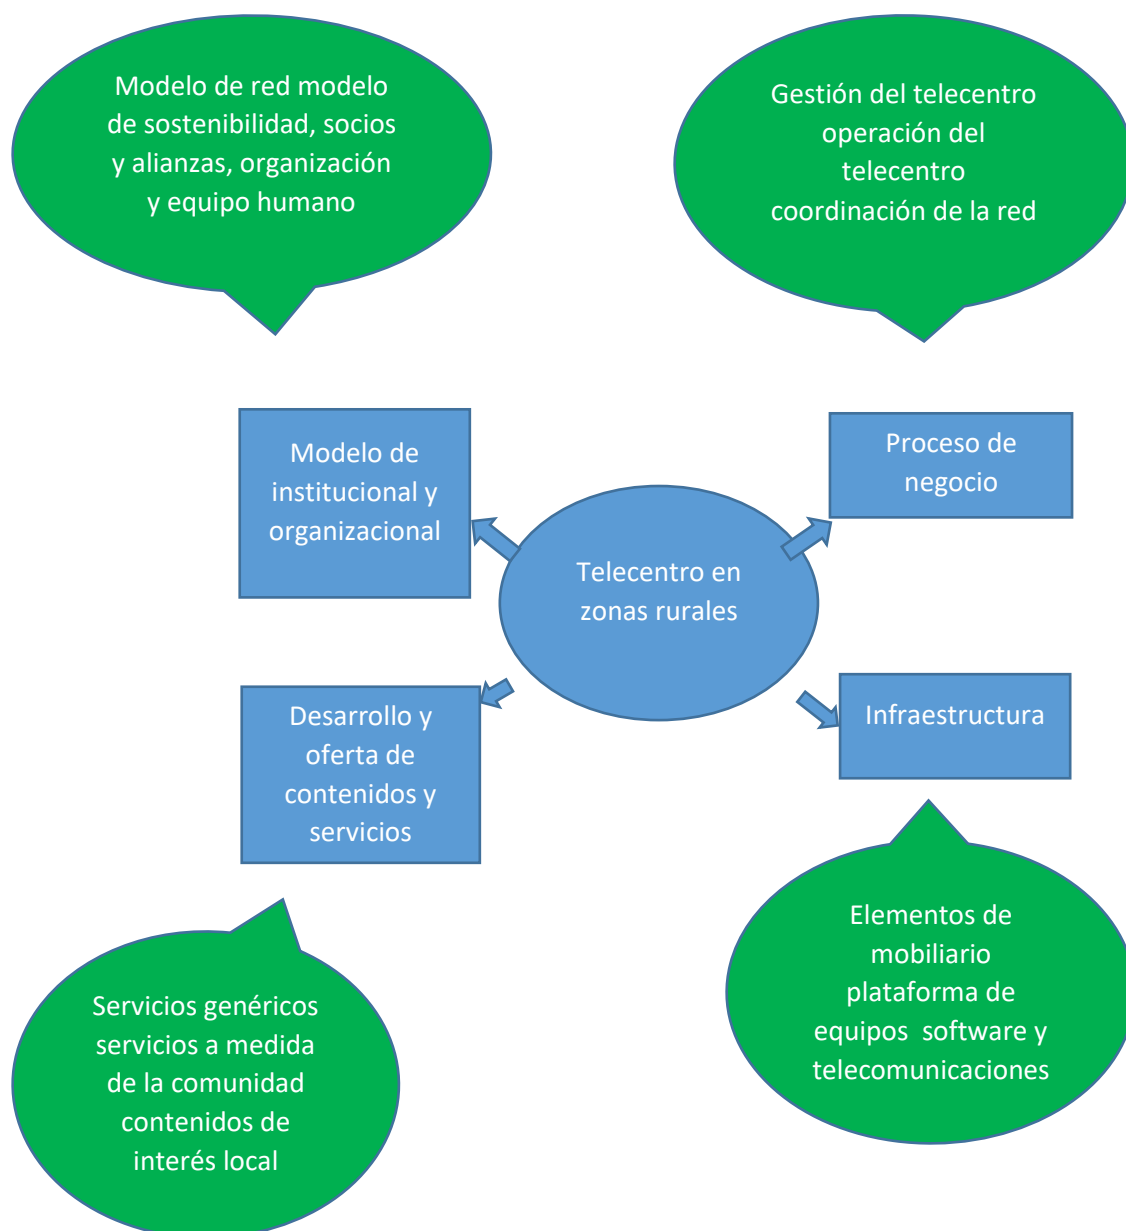 Modelo de red modelo
de sostenibilidad, socios
y alianzas, organización
y equipo humano
Gestión del telecentro
operación del
telecentro
coordinación de la red
Modelo de
institucional y
organizacional
Proceso de
negocio
Telecentro en
zonas rurales
Desarrollo y
oferta de
contenidos y
servicios
Infraestructura
Servicios genéricos
servicios a medida
de la comunidad
contenidos de
interés local
Elementos de
mobiliario
plataforma de
equipos  software y
telecomunicaciones